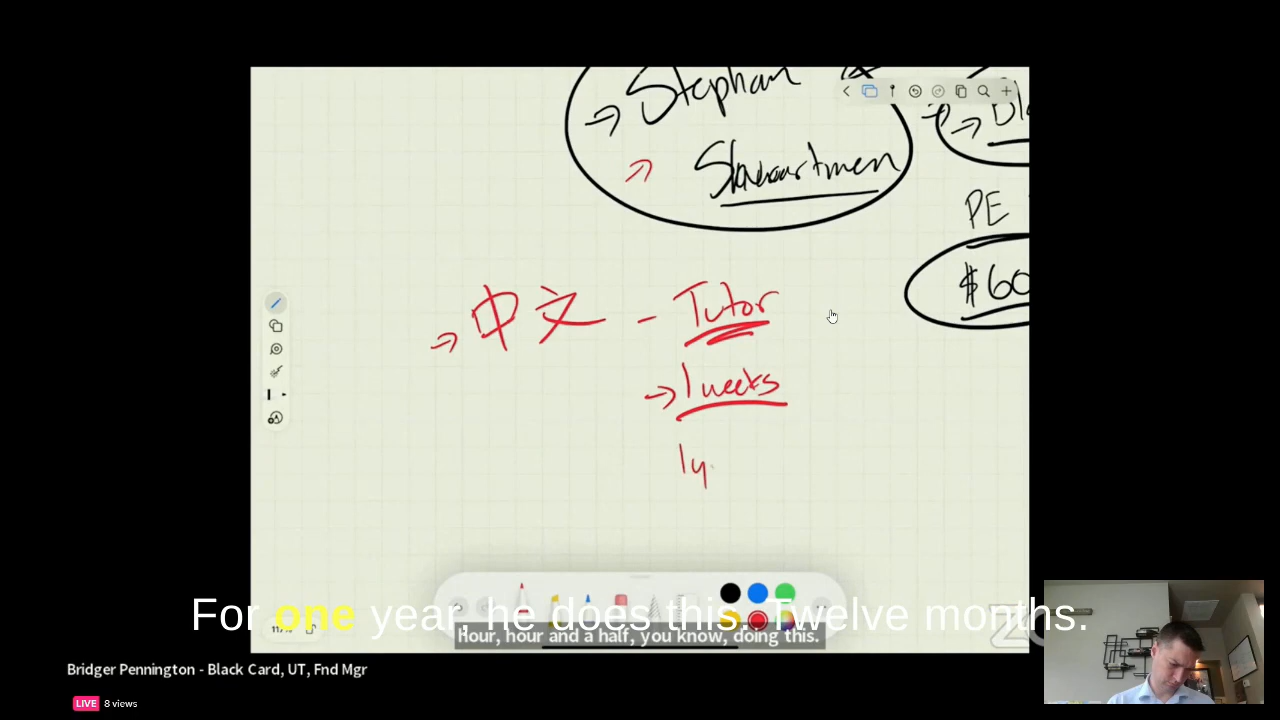 Stephan
PE
$60
中文 - Tutor
1 weeks
1y
For one year, he does this. Twelve months.
Hour, hour and a half, you know, doing this.
Bridger Pennington - Black Card, UT, Fnd Mgr
LIVE 8 views